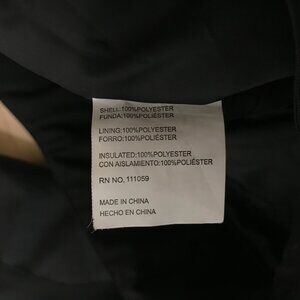 SHELL:100%POLYESTER
FUNDA:100%POLIÉSTER
LINING:100%POLYESTER
FORRO:100%POLIÉSTER
INSULATED:100%POLYESTER
CON AISLAMIENTO:100%POLIÉSTER
RN NO. 111059
MADE IN CHINA
HECHO EN CHINA